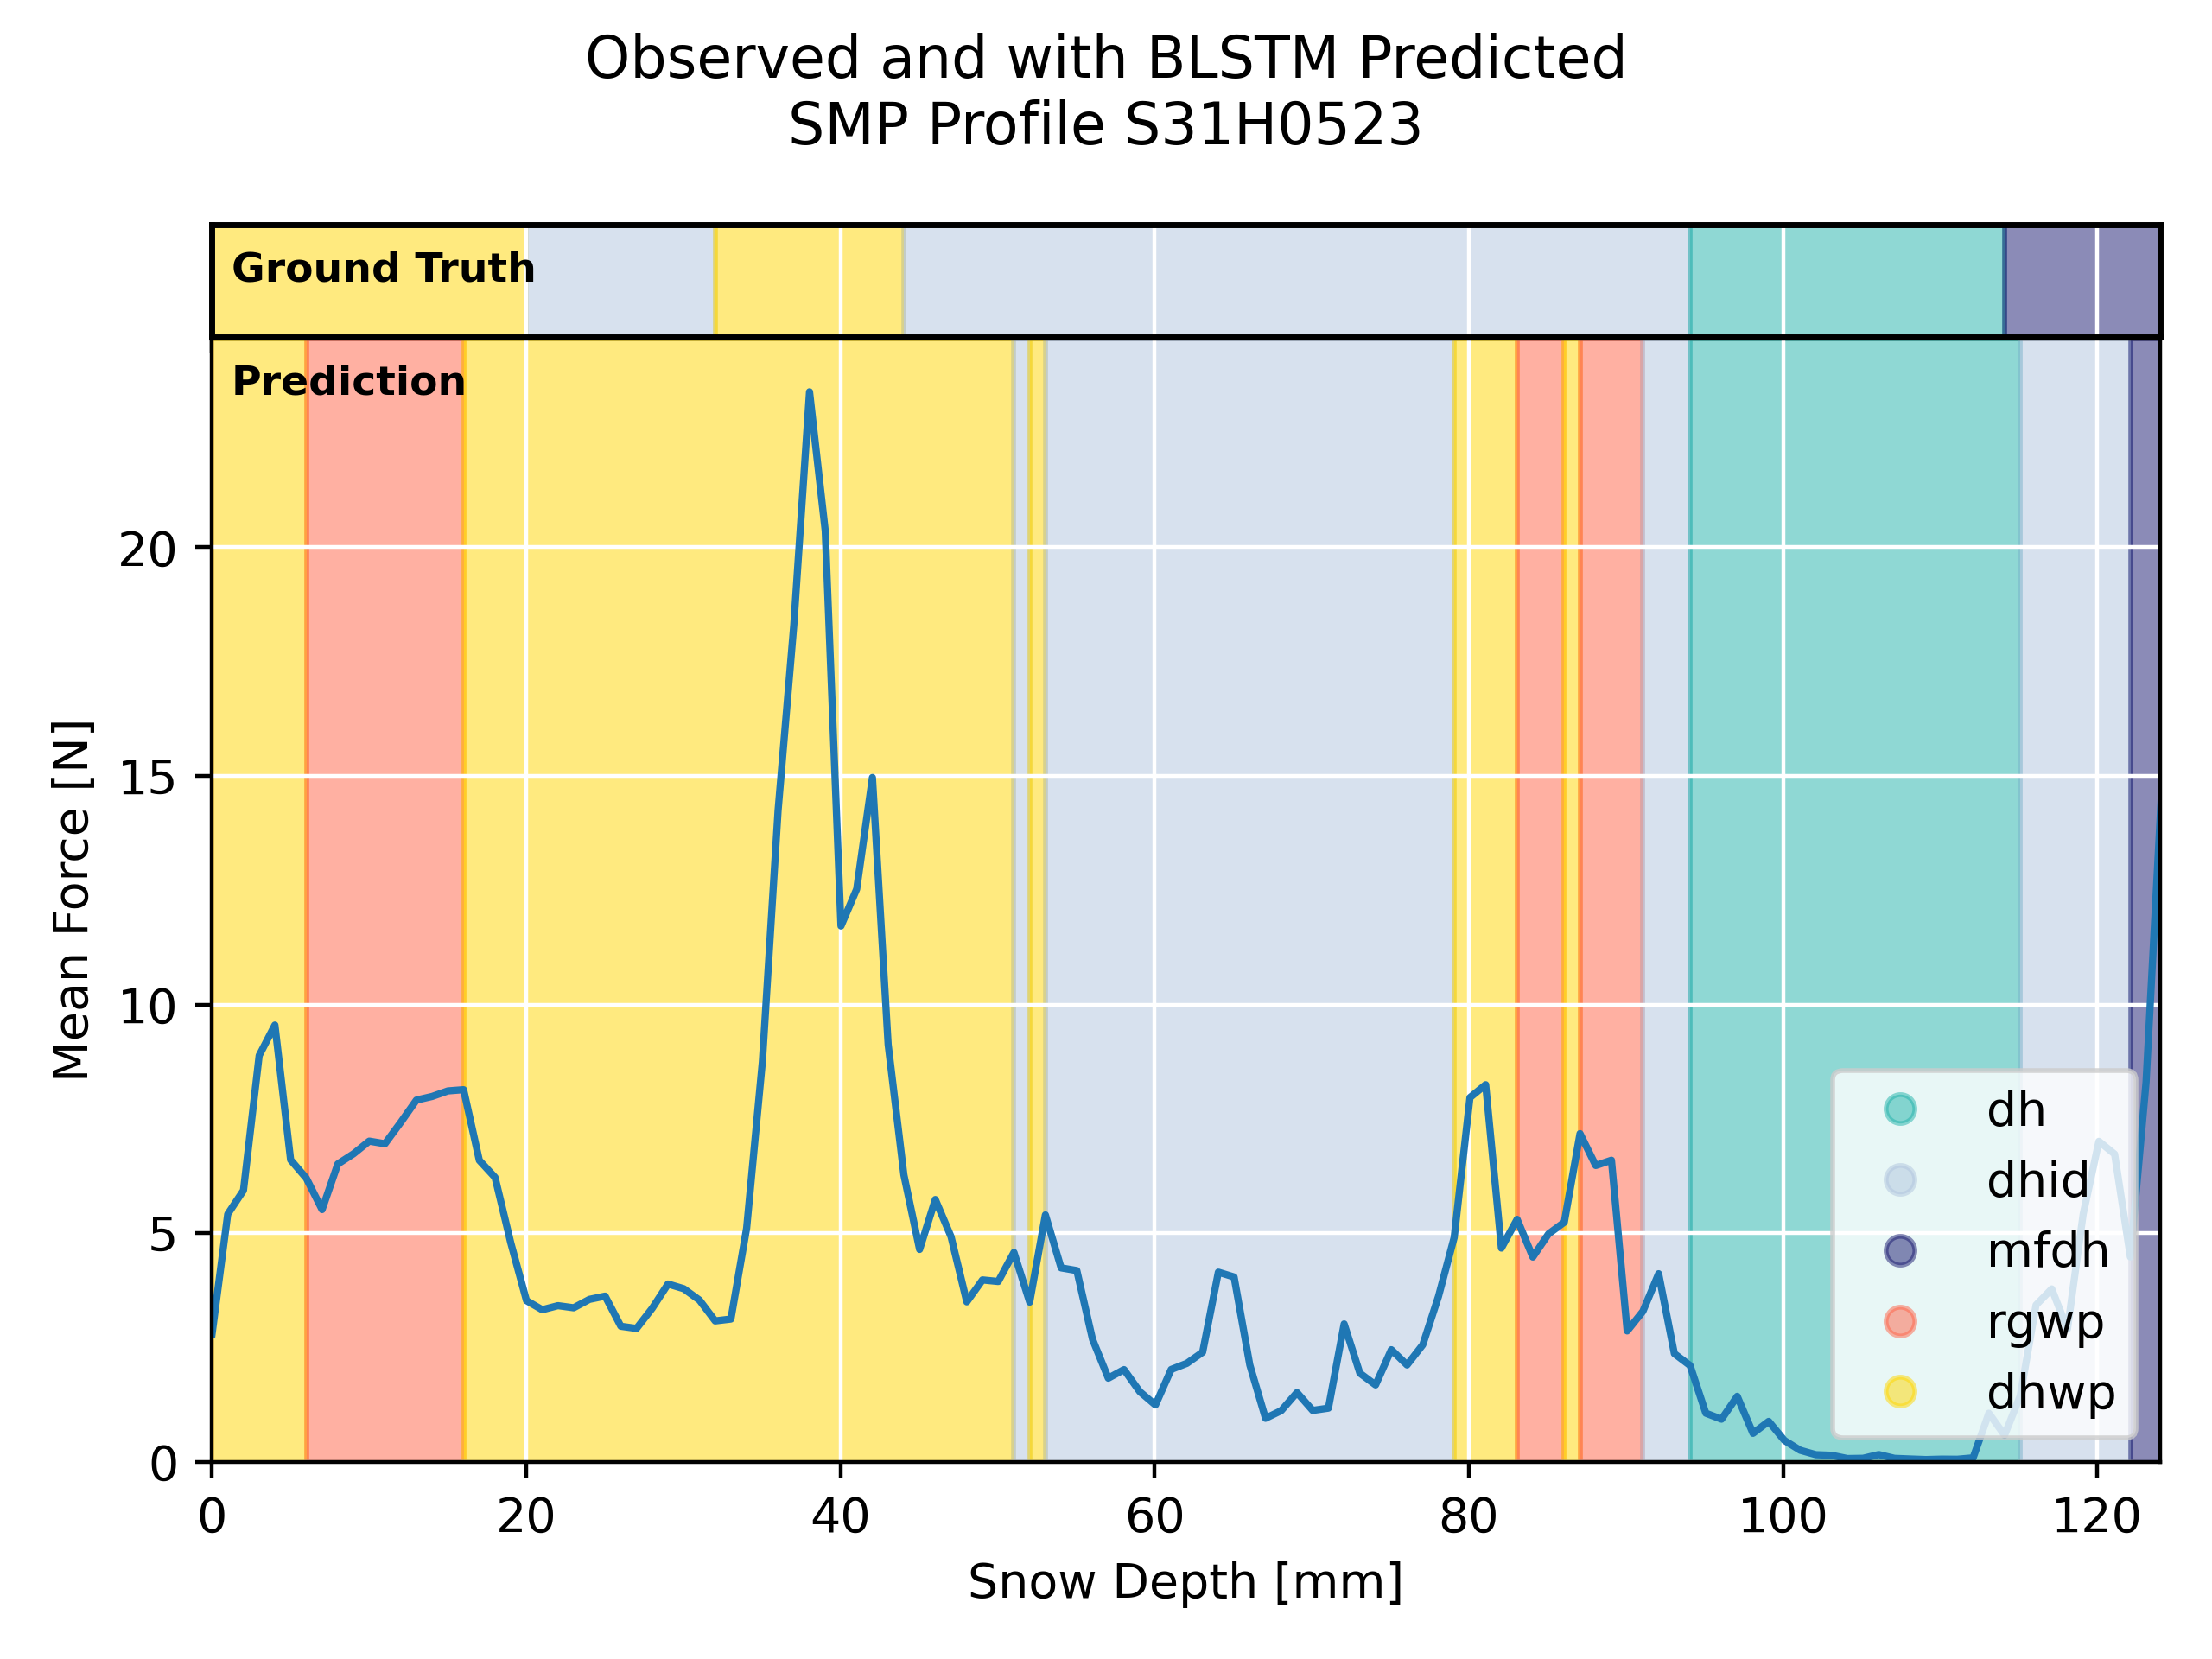 Observed and with BLSTM Predicted
SMP Profile S31H0523
Ground Truth
Prediction
20
15
10
5
0
Mean Force [N]
0 20 40 60 80 100 120
Snow Depth [mm]
dh
dhid
mfdh
rgwp
dhwp